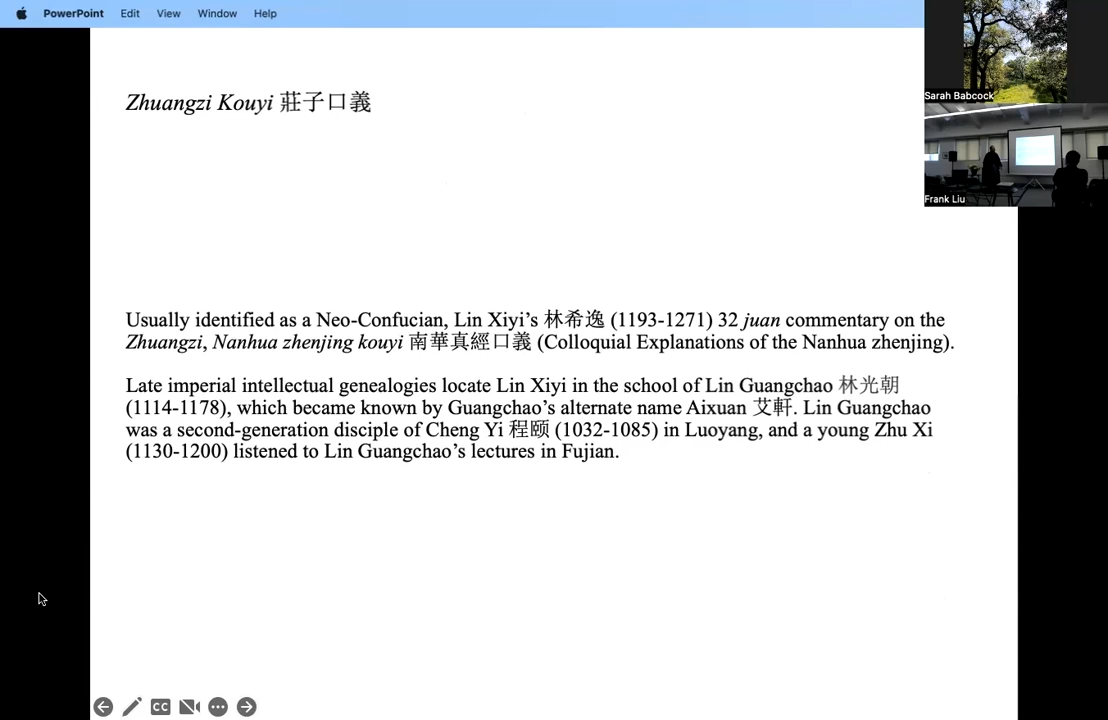 PowerPoint Edit View Window Help
Sarah Babcock
Frank Liu
Zhuangzi Kouyi 莊子口義
Usually identified as a Neo-Confucian, Lin Xiyi’s 林希逸 (1193-1271) 32 juan commentary on the
Zhuangzi, Nanhua zhenjing kouyi 南華真經口義 (Colloquial Explanations of the Nanhua zhenjing).
Late imperial intellectual genealogies locate Lin Xiyi in the school of Lin Guangchao 林光朝
(1114-1178), which became known by Guangchao’s alternate name Aixuan 艾軒. Lin Guangchao
was a second-generation disciple of Cheng Yi 程颐 (1032-1085) in Luoyang, and a young Zhu Xi
(1130-1200) listened to Lin Guangchao’s lectures in Fujian.
CC